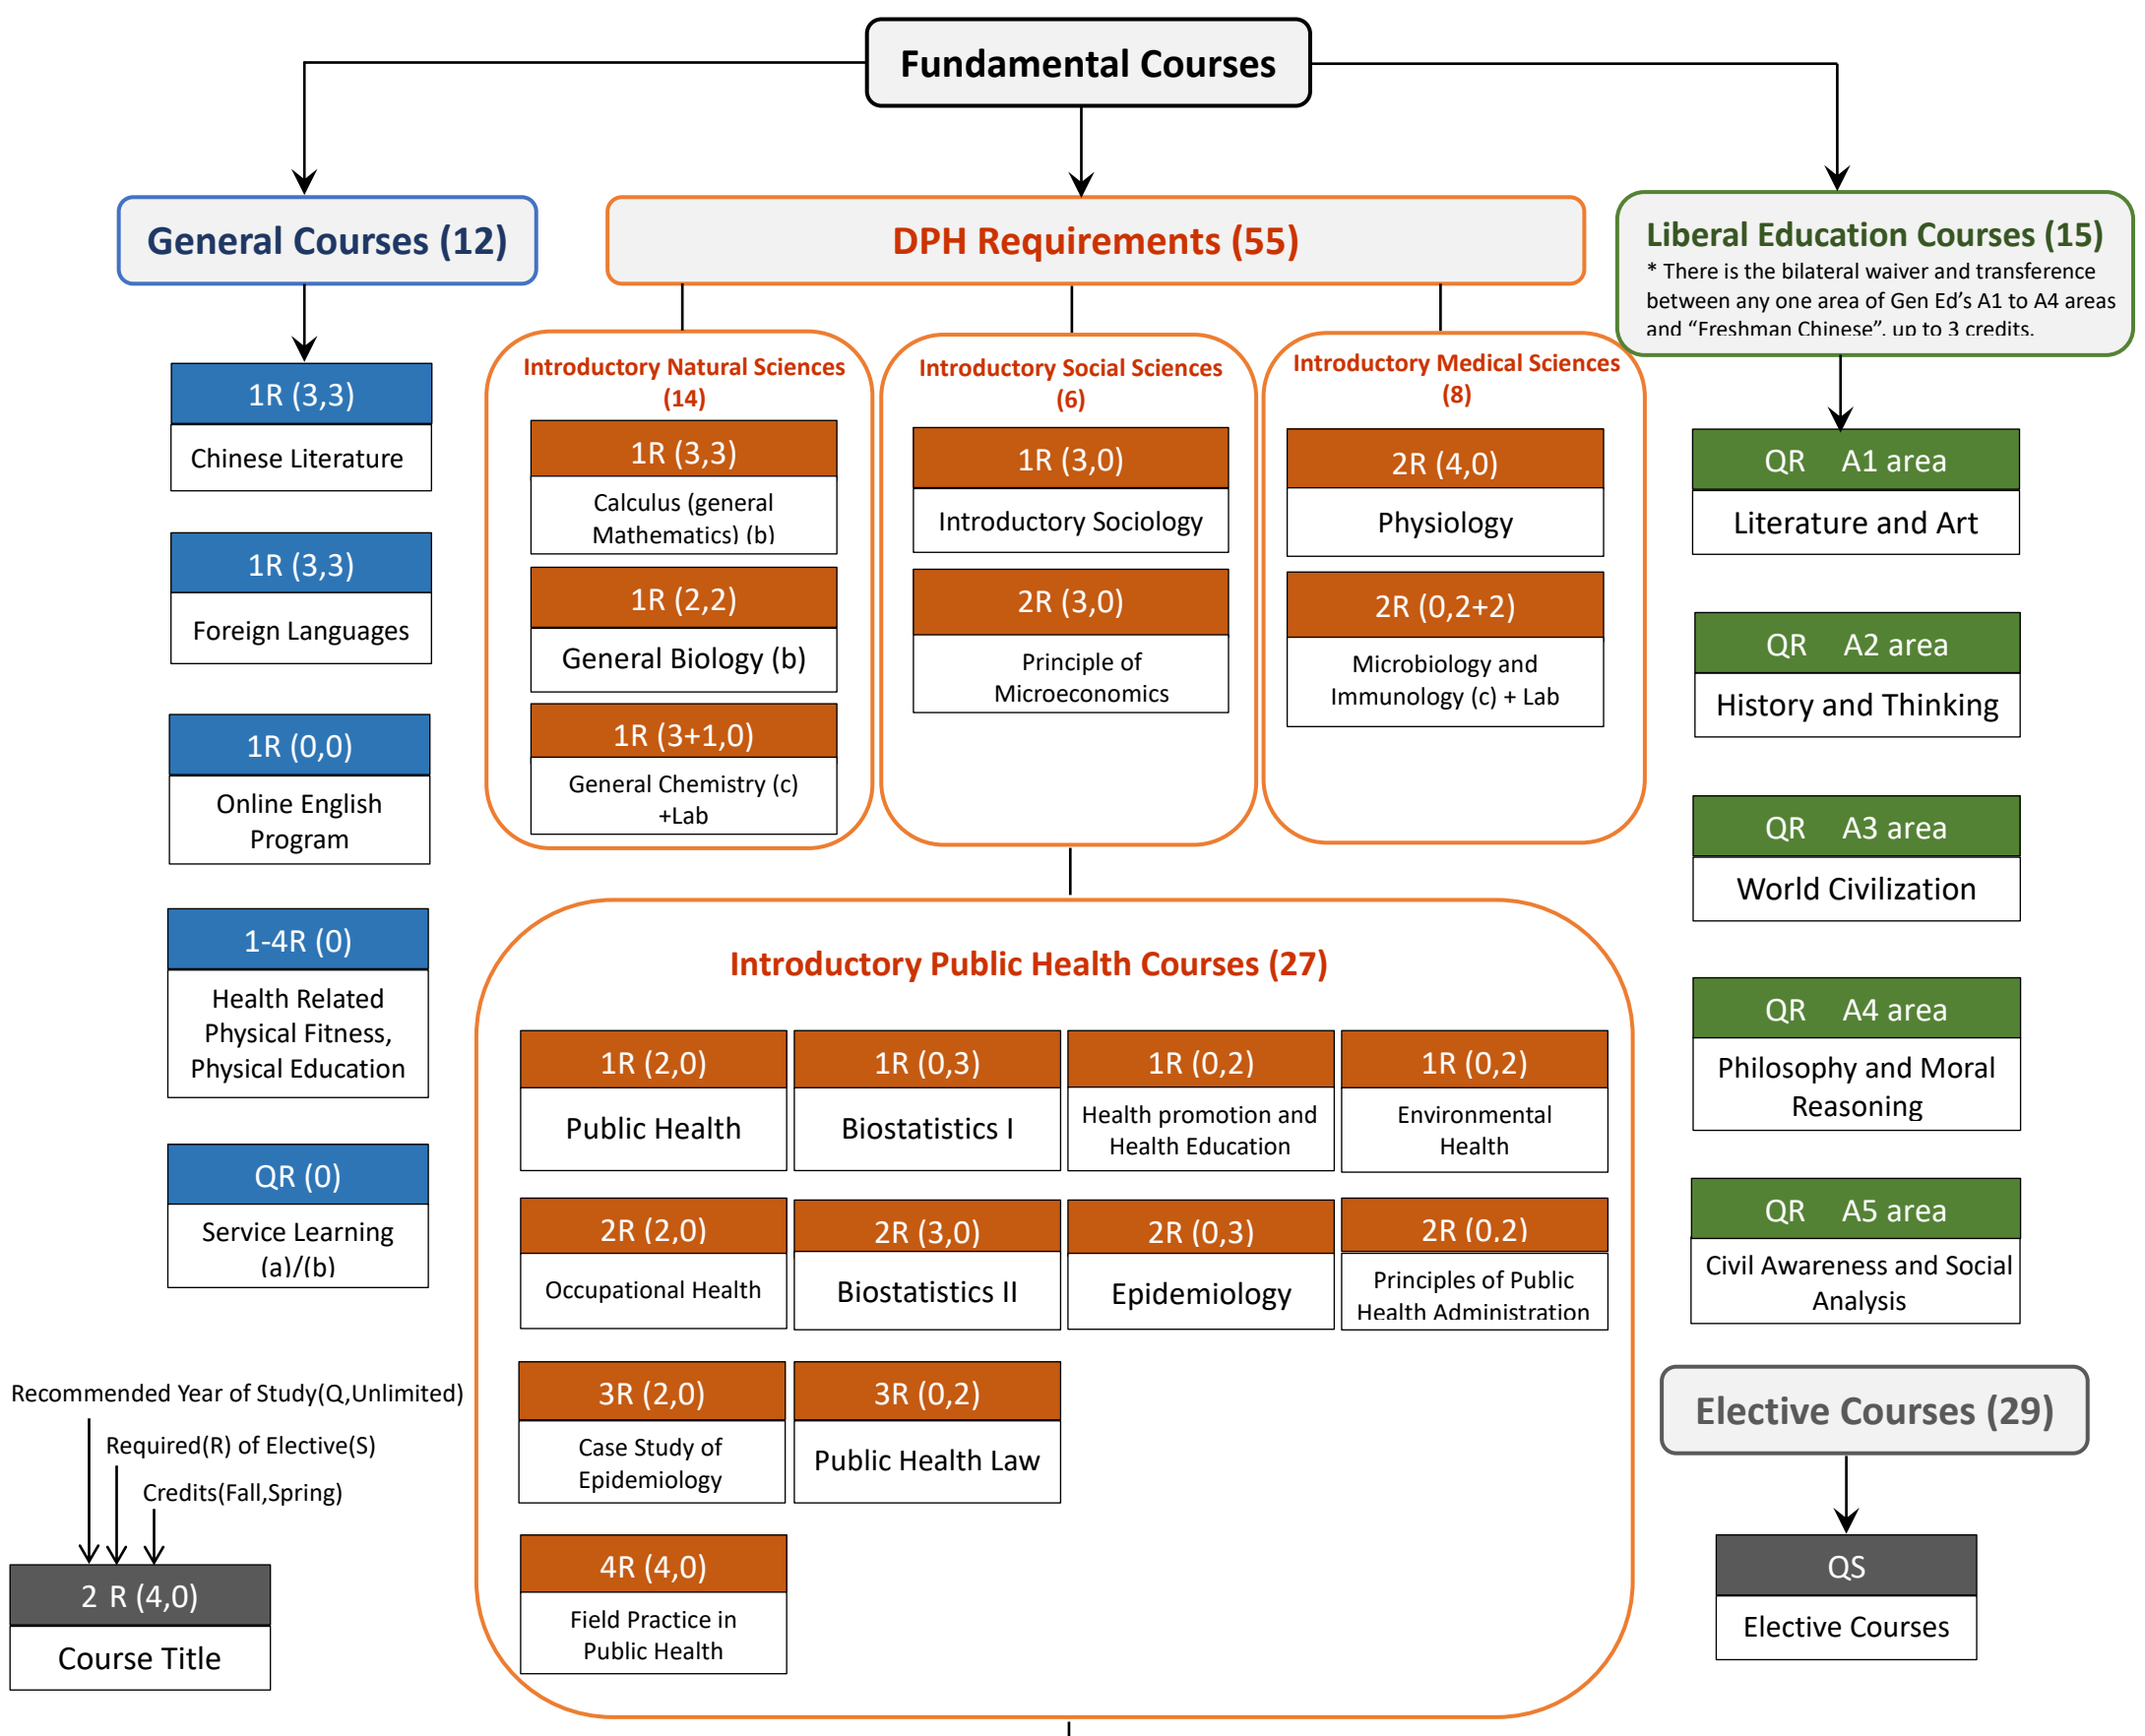 Fundamental Courses
General Courses (12)
1R (3,3)
Chinese Literature
1R (3,3)
Foreign Languages
1R (0,0)
Online English
Program
1-4R (0)
Health Related
Physical Fitness,
Physical Education
QR (0)
Service Learning
(a)/(b)
DPH Requirements (55)
Introductory Natural Sciences
(14)
1R (3,3)
Calculus (general
Mathematics) (b)
1R (2,2)
General Biology (b)
1R (3+1,0)
General Chemistry (c)
+Lab
Introductory Social Sciences
(6)
1R (3,0)
Introductory Sociology
2R (3,0)
Principle of
Microeconomics
Introductory Medical Sciences
(8)
2R (4,0)
Physiology
2R (0,2+2)
Microbiology and
Immunology (c) + Lab
Introductory Public Health Courses (27)
1R (2,0)
Public Health
1R (0,3)
Biostatistics I
1R (0,2)
Health promotion and
Health Education
1R (0,2)
Environmental
Health
2R (2,0)
Occupational Health
2R (3,0)
Biostatistics II
2R (0,3)
Epidemiology
2R (0,2)
Principles of Public
Health Administration
3R (2,0)
Case Study of
Epidemiology
3R (0,2)
Public Health Law
4R (4,0)
Field Practice in
Public Health
Liberal Education Courses (15)
* There is the bilateral waiver and transference
between any one area of Gen Ed’s A1 to A4 areas
and “Freshman Chinese”, up to 3 credits.
QR A1 area
Literature and Art
QR A2 area
History and Thinking
QR A3 area
World Civilization
QR A4 area
Philosophy and Moral
Reasoning
QR A5 area
Civil Awareness and Social
Analysis
Elective Courses (29)
QS
Elective Courses
Recommended Year of Study(Q,Unlimited)
Required(R) of Elective(S)
Credits(Fall,Spring)
2 R (4,0)
Course Title